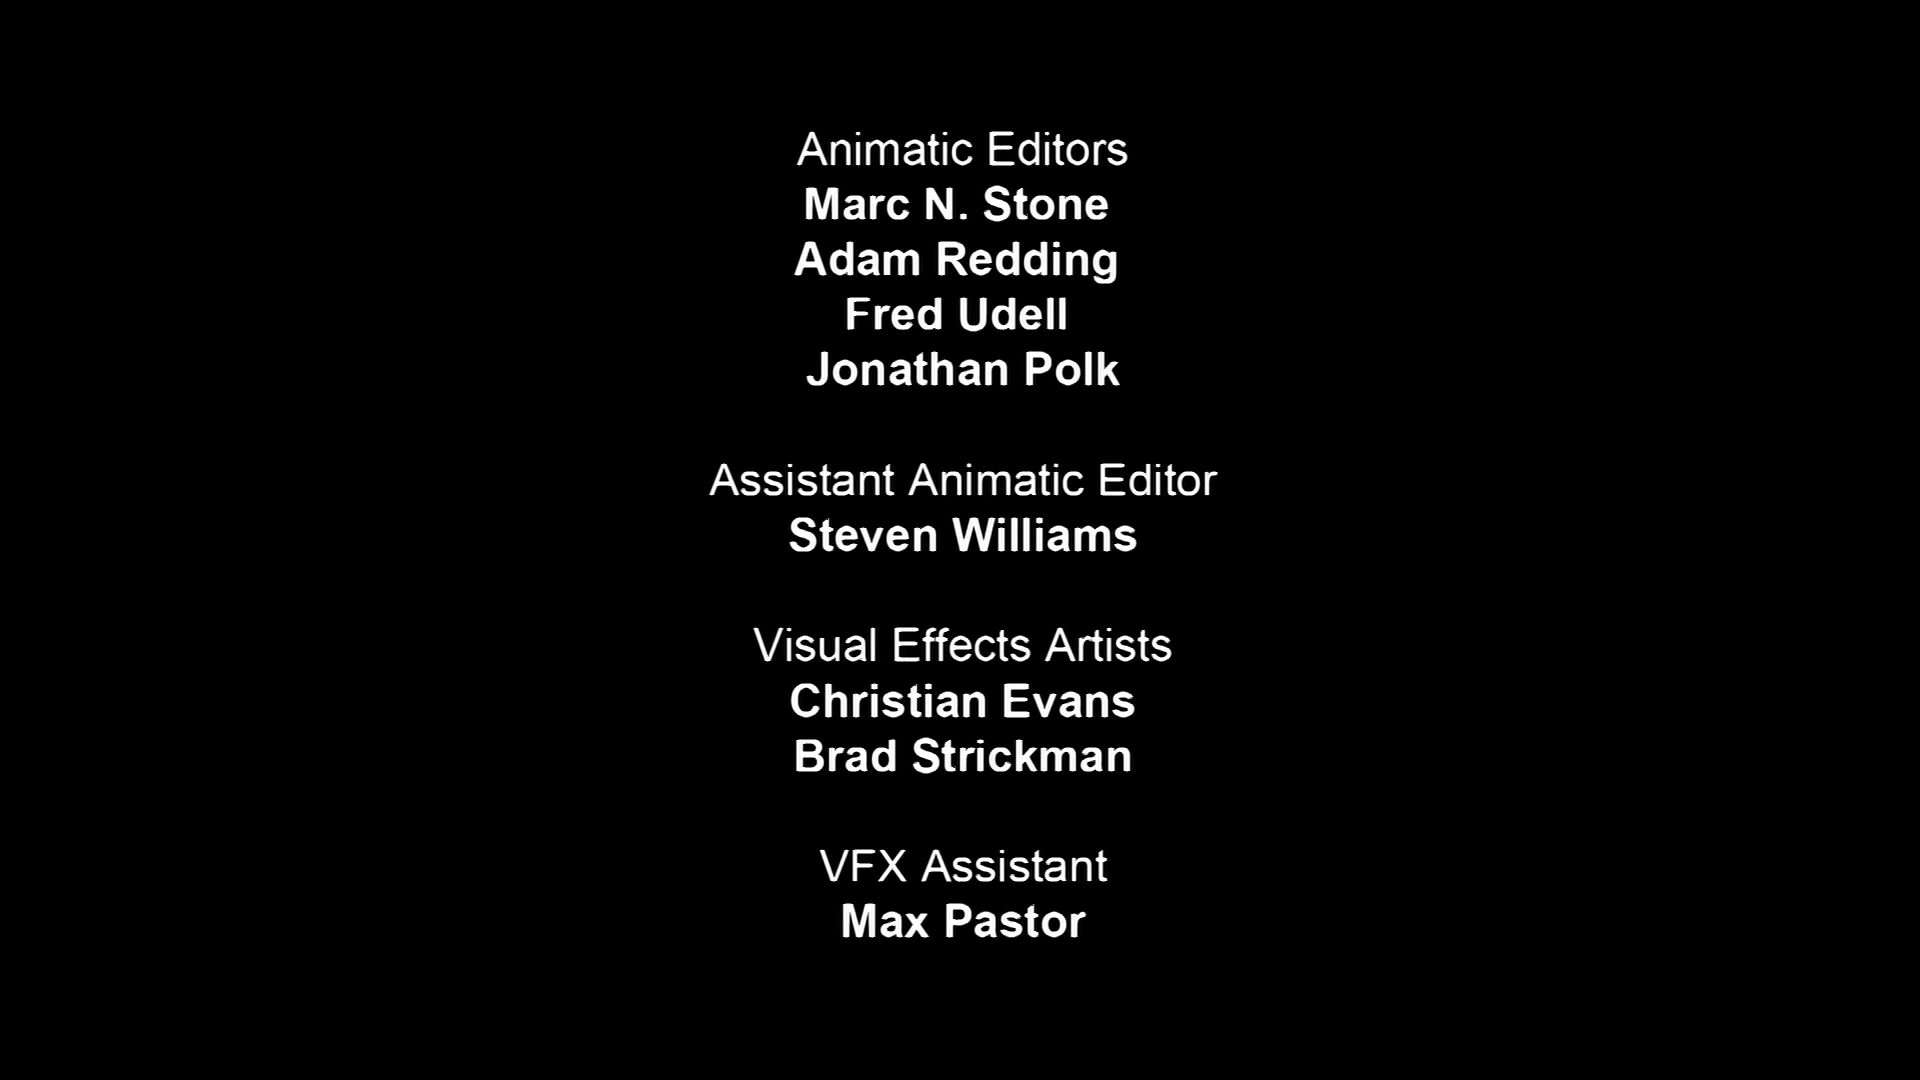 Animatic Editors
Marc N. Stone
Adam Redding
Fred Udell
Jonathan Polk
Assistant Animatic Editor
Steven Williams
Visual Effects Artists
Christian Evans
Brad Strickman
VFX Assistant
Max Pastor